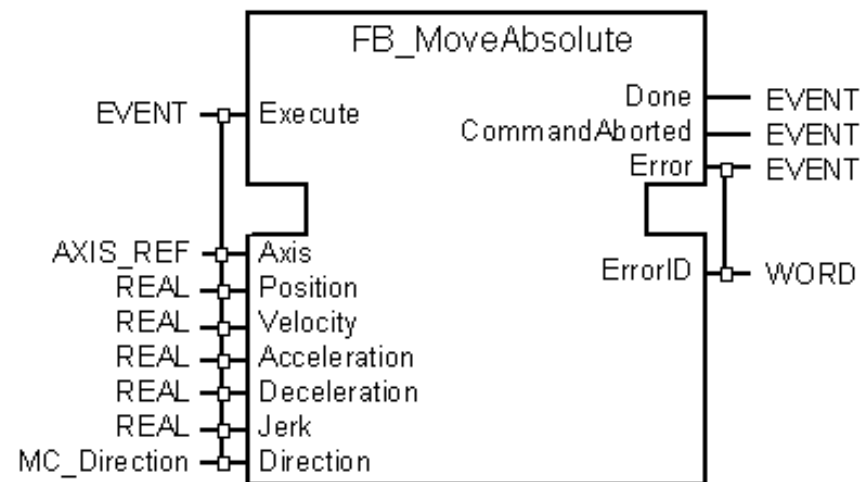 FB_MoveAbsolute
EVENT Execute Done EVENT
CommandAborted EVENT
Error EVENT
AXIS_REF Axis ErrorID WORD
REAL Position
REAL Velocity
REAL Acceleration
REAL Deceleration
REAL Jerk
MC_Direction Direction